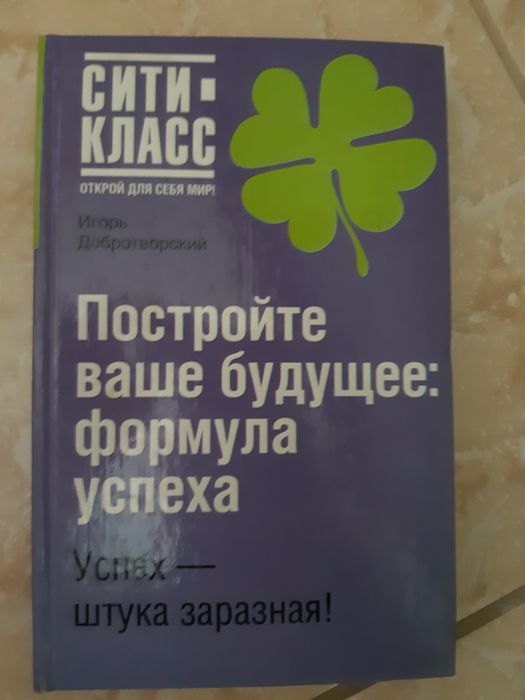 СИТИ-
КЛАСС
ОТКРОЙ ДЛЯ СЕБЯ МИР!
Игорь
Добротворский
Постройте
ваше будущее:
формула
успеха
Успех —
штука заразная!